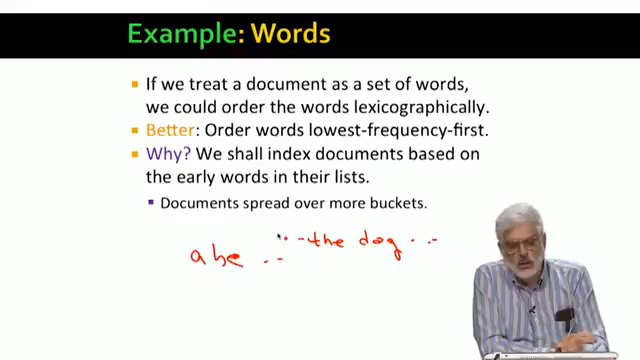 Example: Words
If we treat a document as a set of words,
we could order the words lexicographically.
Better: Order words lowest-frequency-first.
Why? We shall index documents based on
the early words in their lists.
Documents spread over more buckets.
the dog
a be